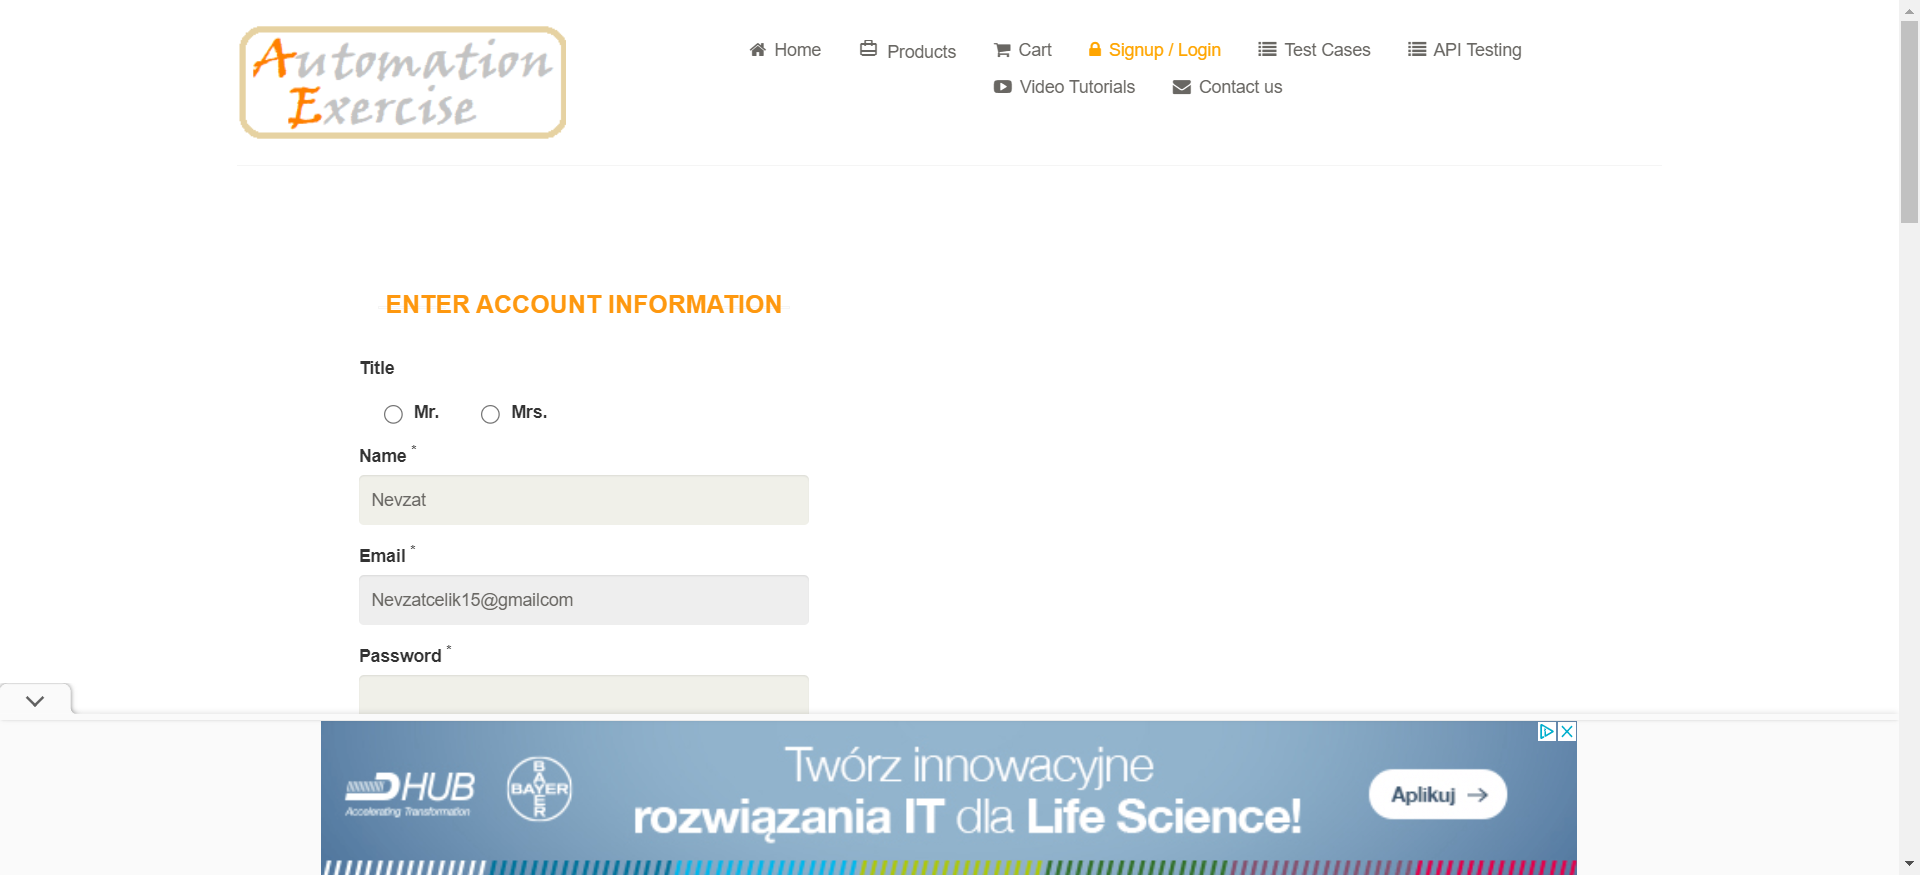 Automation
Exercise
Home
Products
Cart
Signup / Login
Test Cases
API Testing
Video Tutorials
Contact us
ENTER ACCOUNT INFORMATION
Title
Mr.
Mrs.
Name *
Nevzat
Email *
Nevzatcelik15@gmailcom
Password *
DHUB
Accelerating Transformation
BAYER
BAYER
Twórz innowacyjne
rozwiązania IT dla Life Science!
Aplikuj →